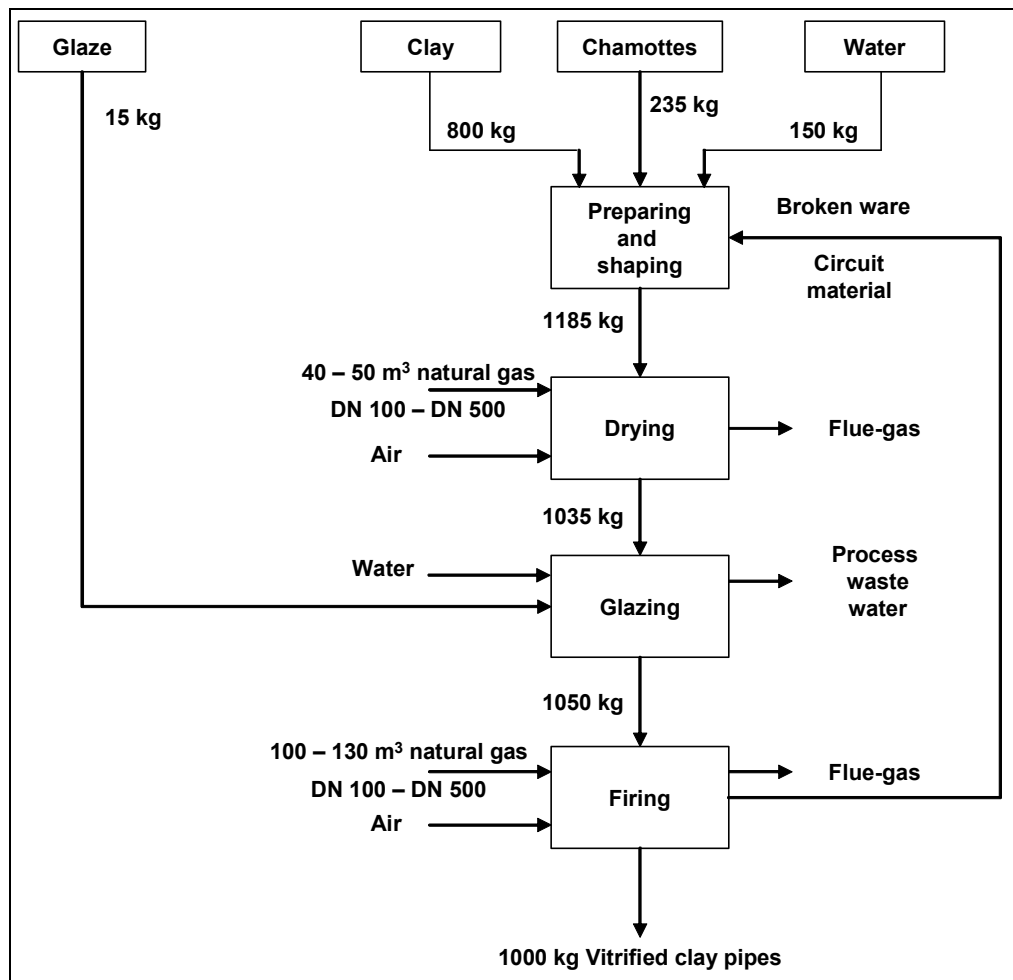 Glaze
Clay
Chamottes
Water
15 kg
800 kg
235 kg
150 kg
Preparing
and
shaping
Broken ware
Circuit
material
1185 kg
40 – 50 m³ natural gas
DN 100 – DN 500
Air
Drying
Flue-gas
1035 kg
Water
Glazing
Process
waste
water
1050 kg
100 – 130 m³ natural gas
DN 100 – DN 500
Air
Firing
Flue-gas
1000 kg Vitrified clay pipes